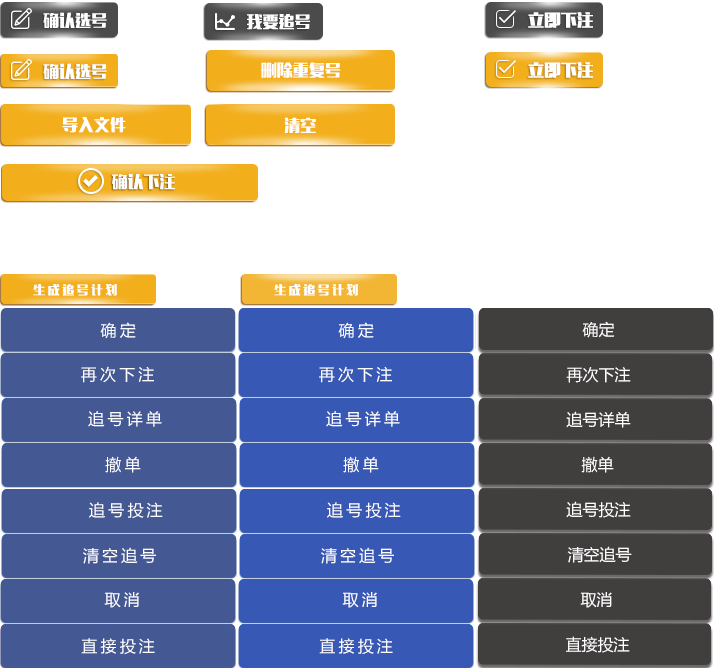 确认选号
我要追号
立即下注
确认选号
删除重复号
立即下注
导入文件
清空
确认下注
生成追号计划
生成追号计划
确定
确定
确定
再次下注
再次下注
再次下注
追号详单
追号详单
追号详单
撤单
撤单
撤单
追号投注
追号投注
追号投注
清空追号
清空追号
清空追号
取消
取消
取消
直接投注
直接投注
直接投注